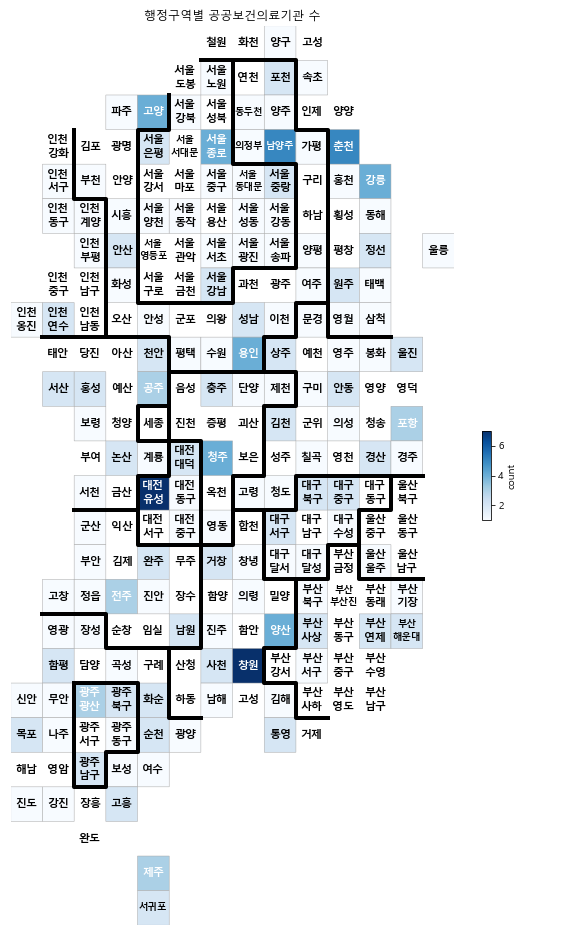 행정구역별 공공보건의료기관 수
철원 화천 양구 고성
서울 서울 연천 포천 속초
도봉 노원
파주 고양 서울 서울 동두천 양주 인제 양양
강북 성북
인천 김포 광명 서울 서울 서울 의정부 남양주 가평 춘천
강화 은평 서대문 종로
인천 부천 안양 서울 서울 서울 서울 서울 구리 홍천 강릉
서구 강서 마포 중구 동대문 중랑
인천 인천 시흥 서울 서울 서울 서울 서울 하남 횡성 동해
동구 계양 양천 동작 용산 성동 강동
인천 안산 서울 서울 서울 서울 서울 양평 평창 정선 울릉
부평 영등포 관악 서초 광진 송파
인천 인천 화성 서울 서울 서울 과천 광주 여주 원주 태백
중구 남구 구로 금천 강남
인천 인천 인천 오산 안성 군포 의왕 성남 이천 문경 영월 삼척
옹진 연수 남동
태안 당진 아산 천안 평택 수원 용인 상주 예천 영주 봉화 울진
서산 홍성 예산 공주 음성 충주 단양 제천 구미 안동 영양 영덕
보령 청양 세종 진천 증평 괴산 김천 군위 의성 청송 포항
부여 논산 계룡 대전 청주 보은 성주 칠곡 영천 경산 경주
대덕
서천 금산 대전 대전 옥천 고령 청도 대구 대구 대구 울산
유성 동구 북구 중구 동구 북구
군산 익산 대전 대전 영동 합천 대구 대구 대구 울산 울산
서구 중구 서구 남구 수성 중구 동구
부안 김제 완주 무주 거창 창녕 대구 대구 부산 울산 울산
달서 달성 금정 울주 남구
고창 정읍 전주 진안 장수 함양 의령 밀양 부산 부산 부산 부산
북구 부산진 동래 기장
영광 장성 순창 임실 남원 진주 함안 양산 부산 부산 부산 부산
사상 동구 연제 해운대
함평 담양 곡성 구례 산청 사천 창원 부산 부산 부산 부산
강서 서구 중구 수영
신안 무안 광주 광주 화순 하동 남해 고성 김해 부산 부산 부산
광산 북구 사하 영도 남구
목포 나주 광주 광주 순천 광양 통영 거제
서구 동구
해남 영암 광주 보성 여수
남구
진도 강진 장흥 고흥
완도
제주
서귀포
6
4
2
count